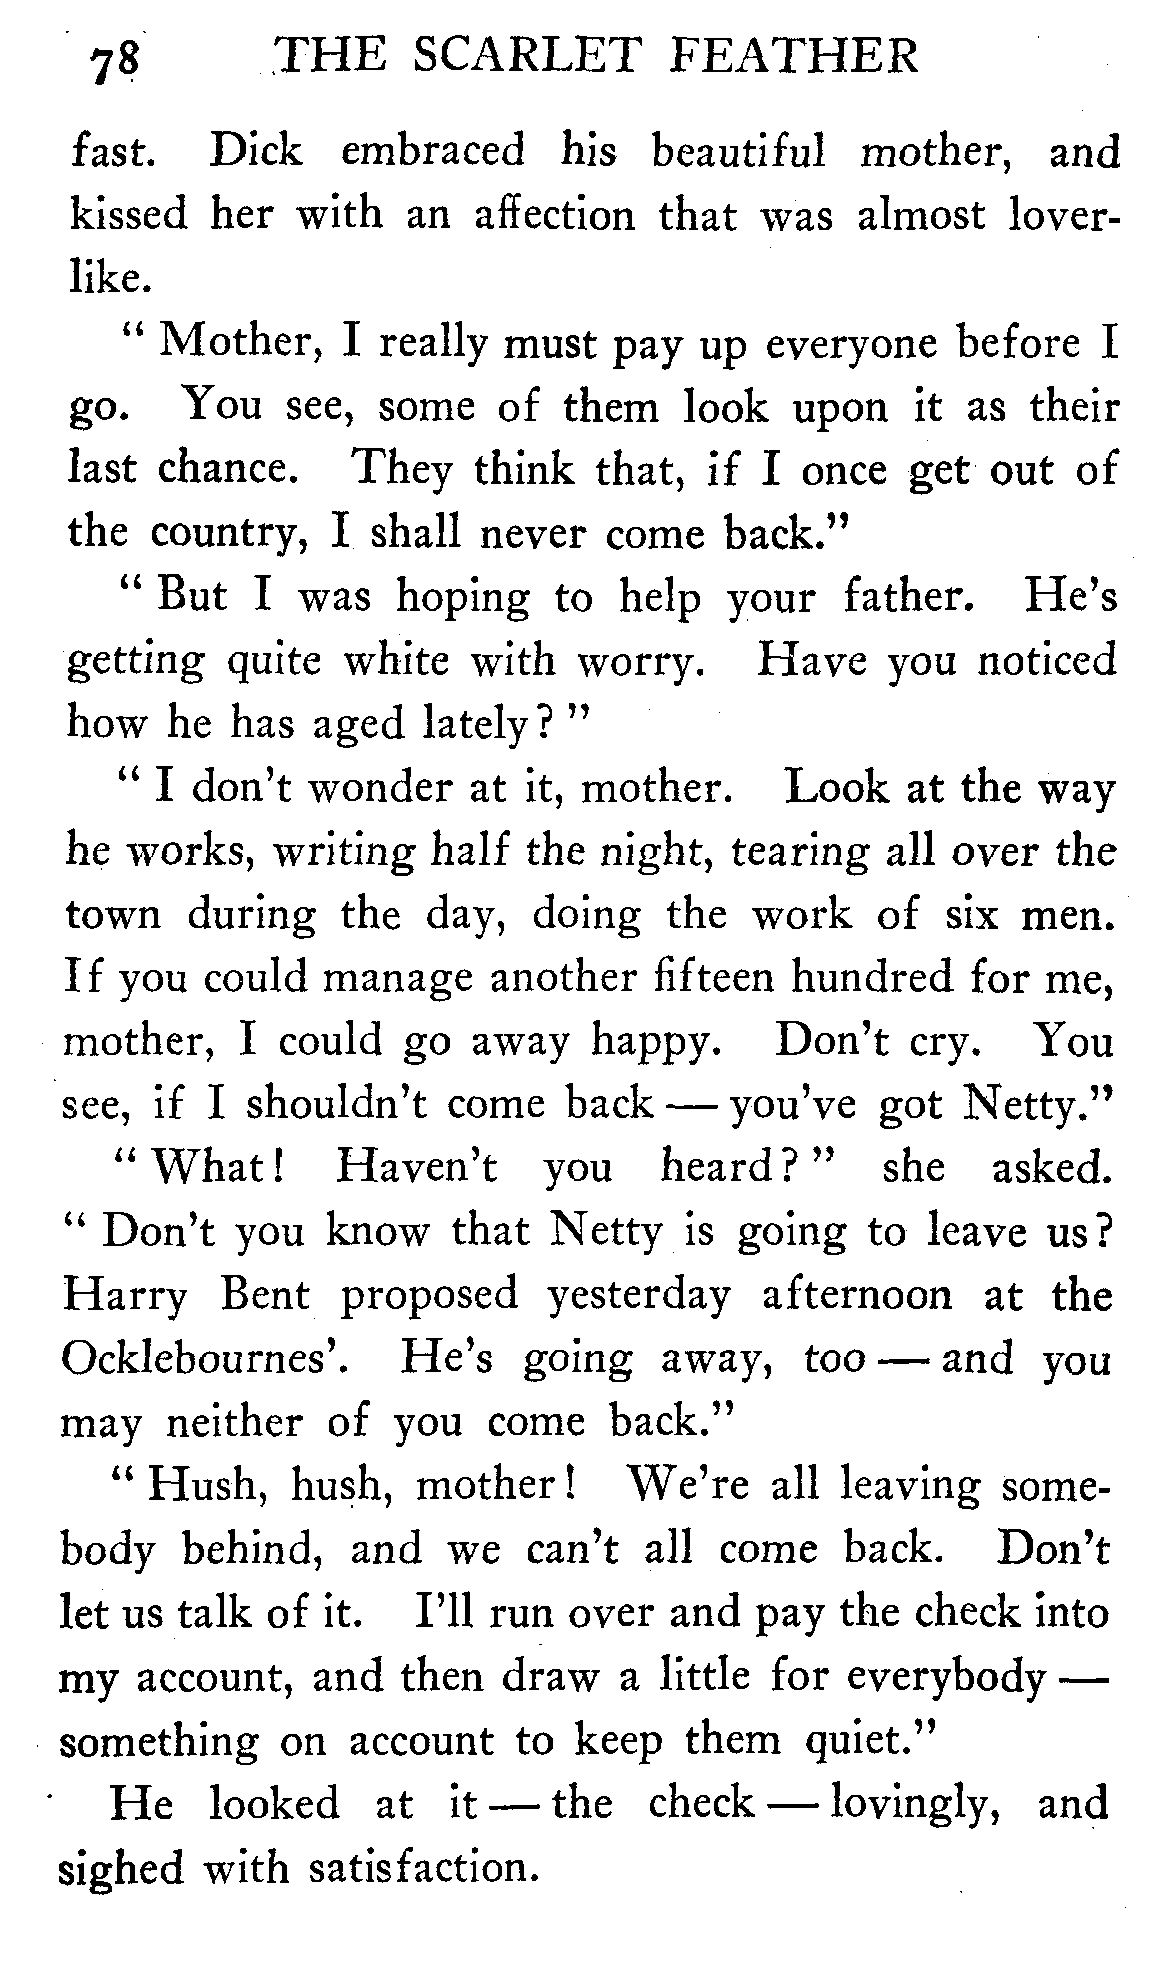 78 THE SCARLET FEATHER
fast. Dick embraced his beautiful mother, and
kissed her with an affection that was almost lover-
like.
" Mother, I really must pay up everyone before I
go. You see, some of them look upon it as their
last chance. They think that, if I once get out of
the country, I shall never come back."
" But I was hoping to help your father. He's
getting quite white with worry. Have you noticed
how he has aged lately? "
" I don't wonder at it, mother. Look at the way
he works, writing half the night, tearing all over the
town during the day, doing the work of six men.
If you could manage another fifteen hundred for me,
mother, I could go away happy. Don't cry. You
see, if I shouldn't come back — you've got Netty."
" What! Haven't you heard? " she asked.
" Don't you know that Netty is going to leave us?
Harry Bent proposed yesterday afternoon at the
Ocklebournes'. He's going away, too — and you
may neither of you come back."
" Hush, hush, mother! We're all leaving some-
body behind, and we can't all come back. Don't
let us talk of it. I'll run over and pay the check into
my account, and then draw a little for everybody —
something on account to keep them quiet."
He looked at it — the check — lovingly, and
sighed with satisfaction.